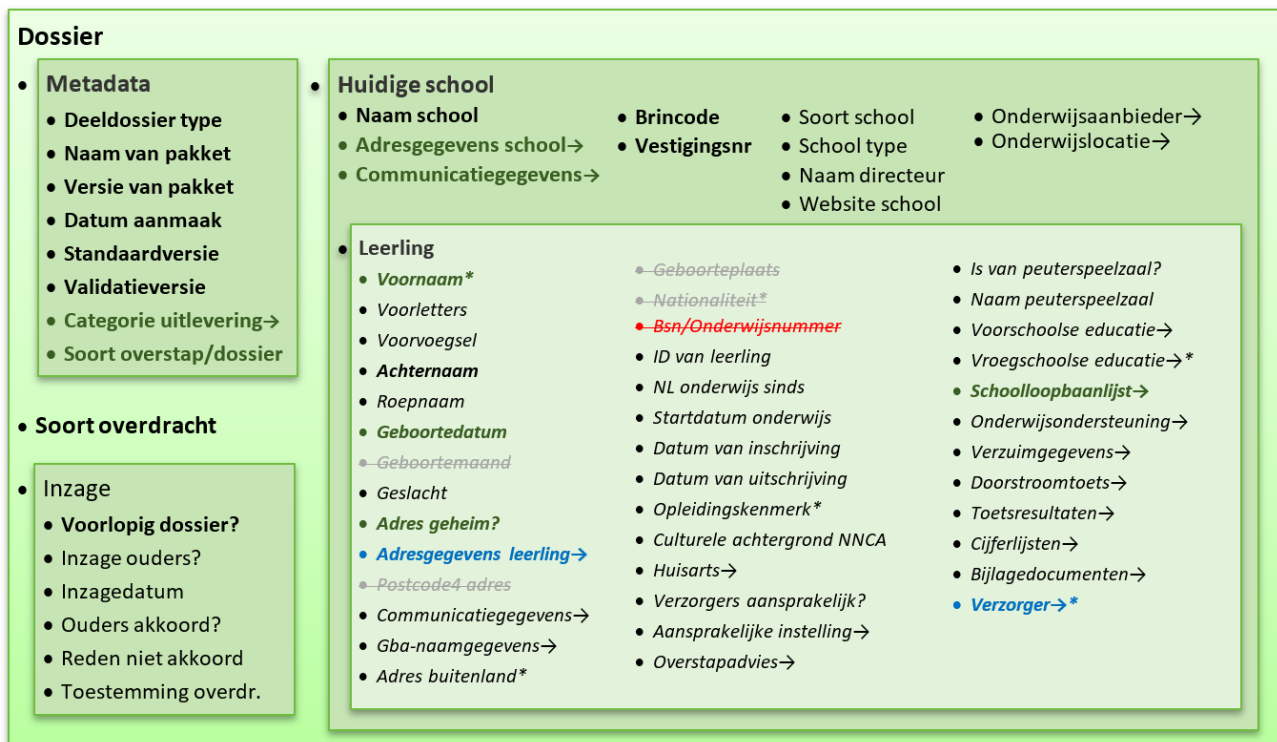 Dossier
• Metadata
• Deeldossier type
• Naam van pakket
• Versie van pakket
• Datum aanmaak
• Standaardversie
• Validatieversie
• Categorie uitlevering→
• Soort overstap/dossier
• Soort overdracht
• Inzage
• Voorlopig dossier?
• Inzage ouders?
• Inzagedatum
• Ouders akkoord?
• Reden niet akkoord
• Toestemming overdr.
• Huidige school
• Naam school
• Adresgegevens school→
• Communicatiegegevens→
• Brincode
• Vestigingsnr
• Soort school
• School type
• Naam directeur
• Website school
• Onderwijsaanbieder→
• Onderwijslocatie→
• Leerling
• Voornaam*
• Voorletters
• Voorvoegsel
• Achternaam
• Roepnaam
• Geboortedatum
• Geboortemaand
• Geslacht
• Adres geheim?
• Adresgegevens leerling→
• Postcode4 adres
• Communicatiegegevens→
• Gba-naamgegevens→
• Adres buitenland*
• Geboorteplaats
• Nationaliteit*
• Bsn/Onderwijsnummer
• ID van leerling
• NL onderwijs sinds
• Startdatum onderwijs
• Datum van inschrijving
• Datum van uitschrijving
• Opleidingskenmerk*
• Culturele achtergrond NNCA
• Huisarts→
• Verzorgers aansprakelijk?
• Aansprakelijke instelling→
• Overstapadvies→
• Is van peuterspeelzaal?
• Naam peuterspeelzaal
• Voorschoolse educatie→
• Vroegschoolse educatie→*
• Schoolloopbaanlijst→
• Onderwijsondersteuning→
• Verzuimgegevens→
• Doorstroomtoets→
• Toetsresultaten→
• Cijferlijsten→
• Bijlagedocumenten→
• Verzorger→*